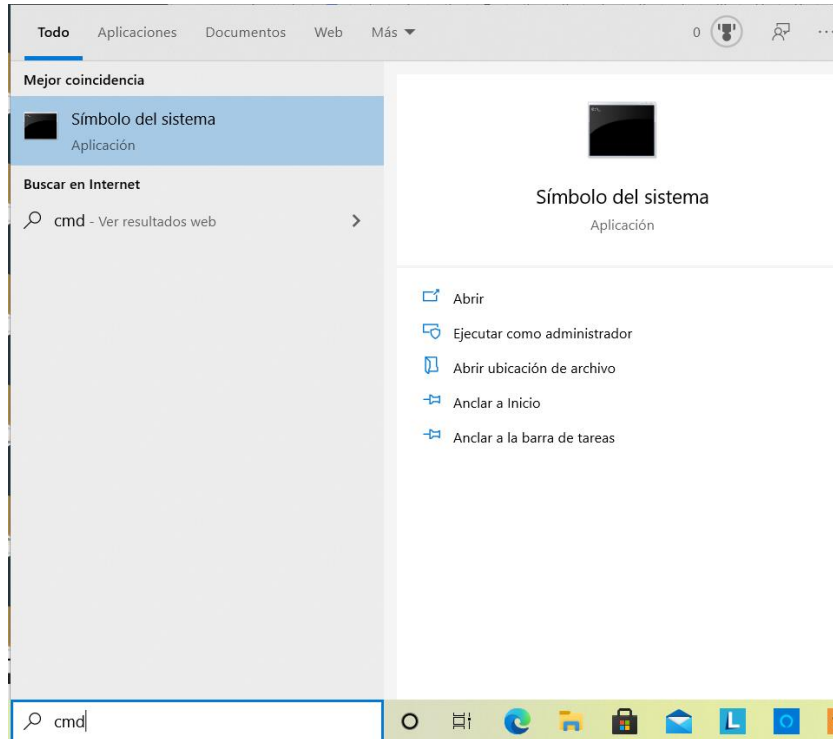 Todo Aplicaciones Documentos Web Más 0
Mejor coincidencia
Símbolo del sistema
Aplicación
Buscar en Internet
cmd - Ver resultados web
Símbolo del sistema
Aplicación
Abrir
Ejecutar como administrador
Abrir ubicación de archivo
Anclar a Inicio
Anclar a la barra de tareas
cmd